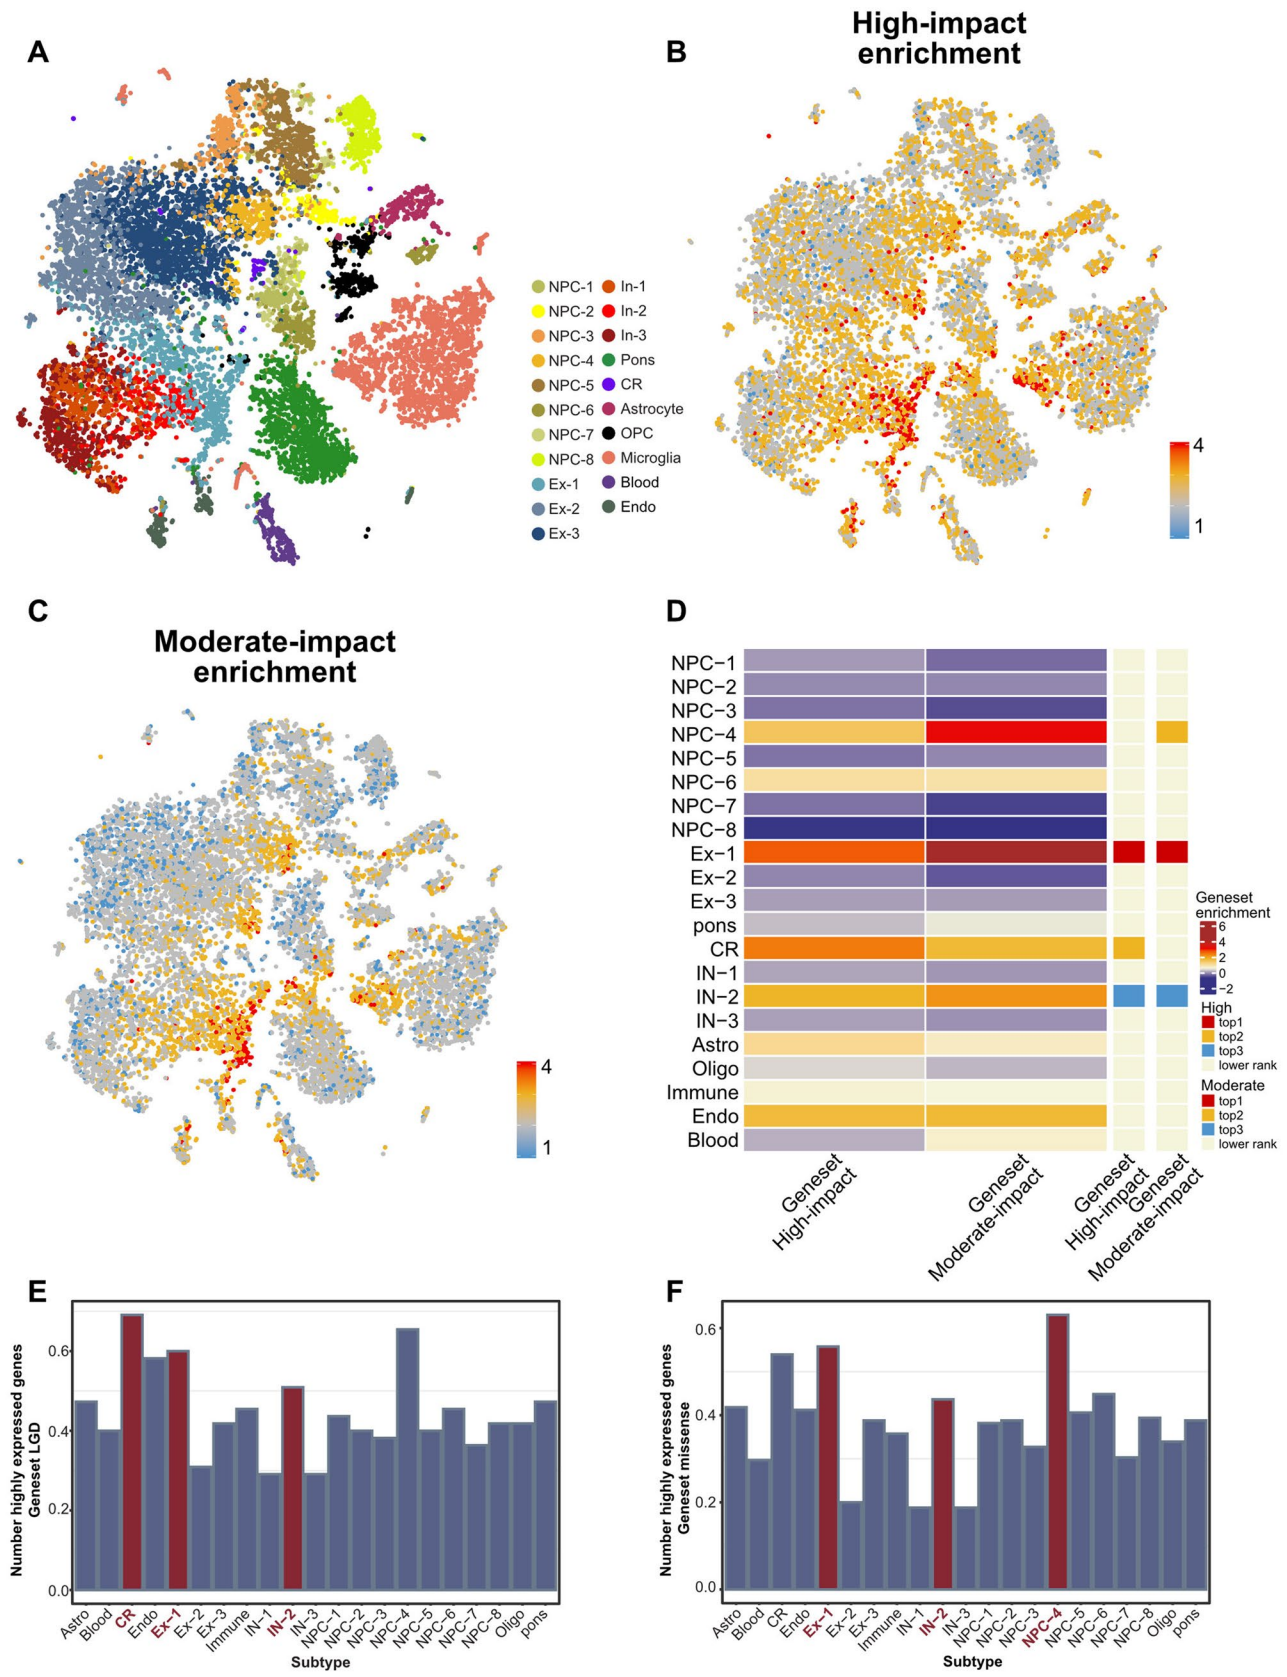 A
B
High-impact
enrichment
NPC-1
NPC-2
NPC-3
NPC-4
NPC-5
NPC-6
NPC-7
NPC-8
Ex-1
Ex-2
Ex-3
In-1
In-2
In-3
Pons
CR
Astrocyte
OPC
Microglia
Blood
Endo
4
1
C
Moderate-impact
enrichment
4
1
D
NPC−1
NPC−2
NPC−3
NPC−4
NPC−5
NPC−6
NPC−7
NPC−8
Ex−1
Ex−2
Ex−3
pons
CR
IN−1
IN−2
IN−3
Astro
Oligo
Immune
Endo
Blood
Geneset
High-impact
Geneset
Moderate-impact
Geneset
High-impact
Geneset
Moderate-impact
Geneset
enrichment
6
4
2
0
−2
High
top1
top2
top3
lower rank
Moderate
top1
top2
top3
lower rank
E
Number highly expressed genes
Geneset LGD
0.6
0.4
0.2
0.0
Astro
Blood
CR
Endo
Ex−1
Ex−2
Ex−3
Immune
IN−1
IN−2
IN−3
NPC−1
NPC−2
NPC−3
NPC−4
NPC−5
NPC−6
NPC−7
NPC−8
Oligo
pons
Subtype
F
Number highly expressed genes
Geneset missense
0.6
0.4
0.2
0.0
Astro
Blood
CR
Endo
Ex−1
Ex−2
Ex−3
Immune
IN−1
IN−2
IN−3
NPC−1
NPC−2
NPC−3
NPC−4
NPC−5
NPC−6
NPC−7
NPC−8
Oligo
pons
Subtype